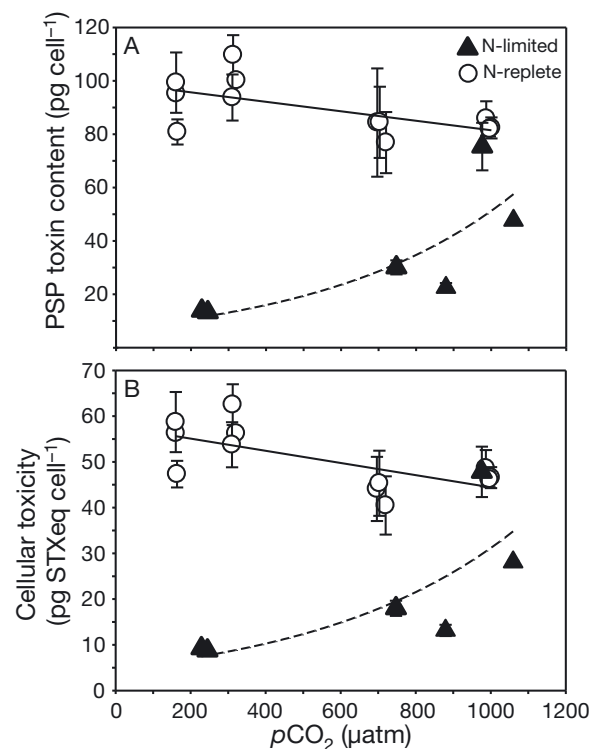 A
N-limited
N-replete
PSP toxin content (pg cell⁻¹)
120
100
80
60
40
20
B
Cellular toxicity
(pg STXeq cell⁻¹)
70
60
50
40
30
20
10
0
0 200 400 600 800 1000 1200
pCO₂ (µatm)